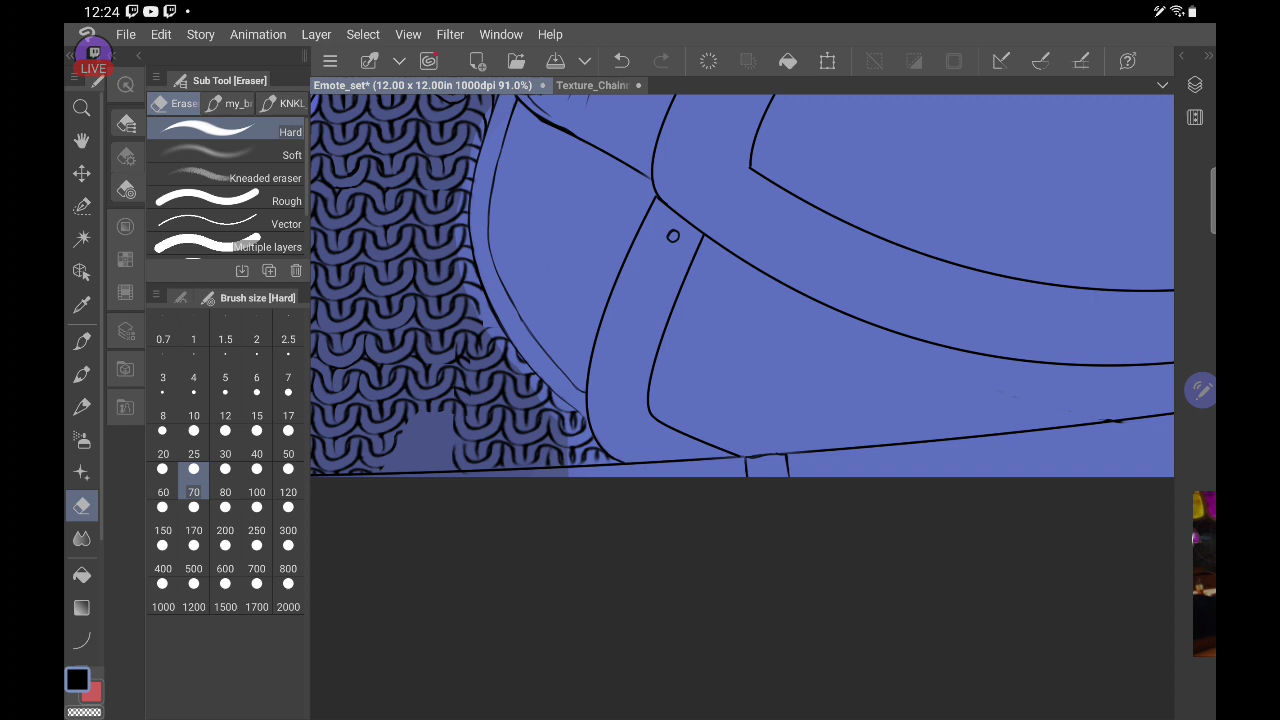 12:24
File Edit Story Animation Layer Select View Window Filter Help
LIVE
Sub Tool [Eraser]
Emote_set* (12.00 x 12.00in 1000dpi 91.0%)
Texture_Chain
Erase my_b KNKL
Hard
Soft
Kneaded eraser
Rough
Vector
Multiple layers
Brush size [Hard]
0.7 1 1.5 2 2.5
3 4 5 6 7
8 10 12 15 17
20 25 30 40 50
60 70 80 100 120
150 170 200 250 300
400 500 600 700 800
1000 1200 1500 1700 2000